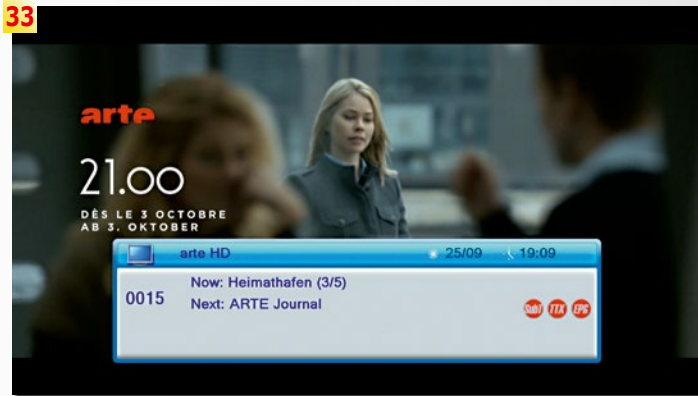 33
arte
21.00
DÈS LE 3 OCTOBRE
AB 3. OKTOBER
arte HD 25/09 19:09
0015
Now: Heimathafen (3/5)
Next: ARTE Journal
SubT TTX EPG